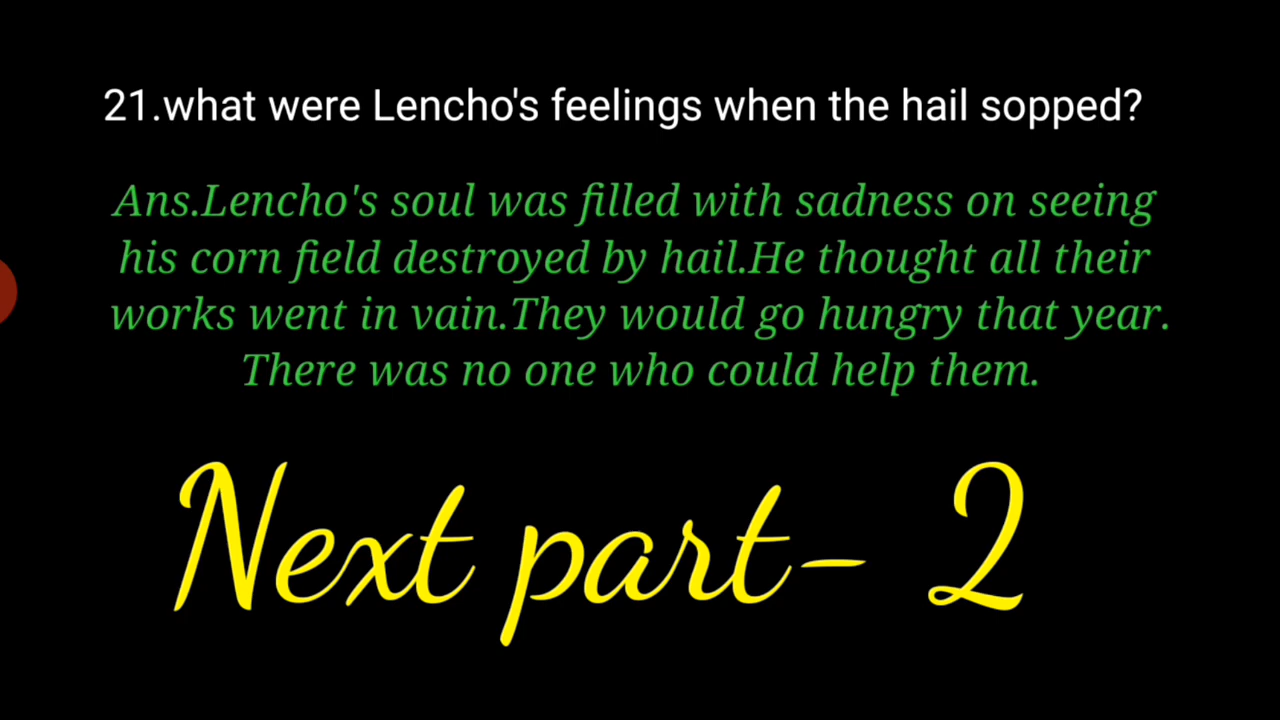 21.what were Lencho's feelings when the hail sopped?
Ans.Lencho's soul was filled with sadness on seeing
his corn field destroyed by hail.He thought all their
works went in vain.They would go hungry that year.
There was no one who could help them.
Next part- 2